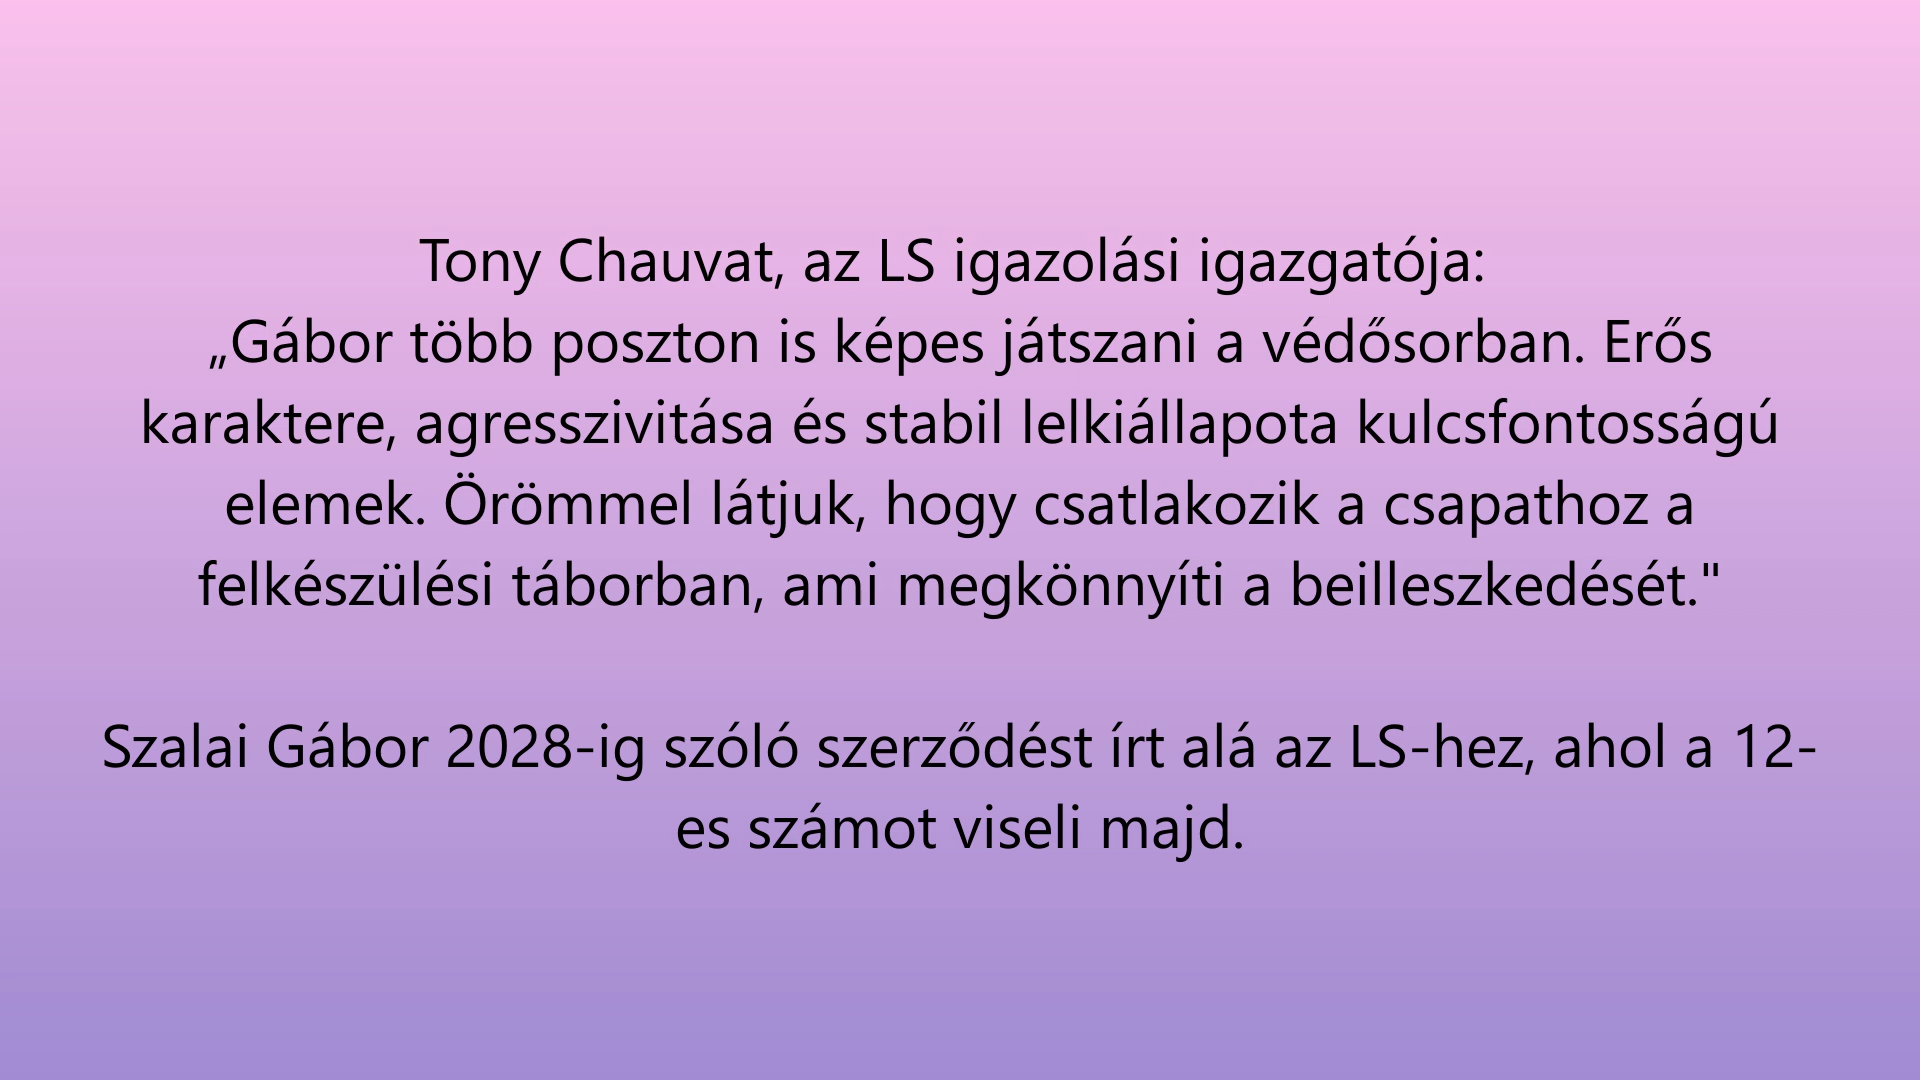 Tony Chauvat, az LS igazolási igazgatója:
„Gábor több poszton is képes játszani a védősorban. Erős
karaktere, agresszivitása és stabil lelkiállapota kulcsfontosságú
elemek. Örömmel látjuk, hogy csatlakozik a csapathoz a
felkészülési táborban, ami megkönnyíti a beilleszkedését."
Szalai Gábor 2028-ig szóló szerződést írt alá az LS-hez, ahol a 12-
es számot viseli majd.